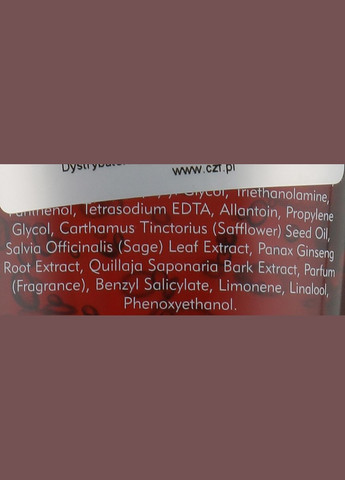 www.czt.pl
Glycol, Triethanolamine,
Panthenol, Tetrasodium EDTA, Allantoin, Propylene
Glycol, Carthamus Tinctorius (Safflower) Seed Oil,
Salvia Officinalis (Sage) Leaf Extract, Panax Ginseng
Root Extract, Quillaja Saponaria Bark Extract, Parfum
(Fragrance), Benzyl Salicylate, Limonene, Linalool,
Phenoxyethanol.